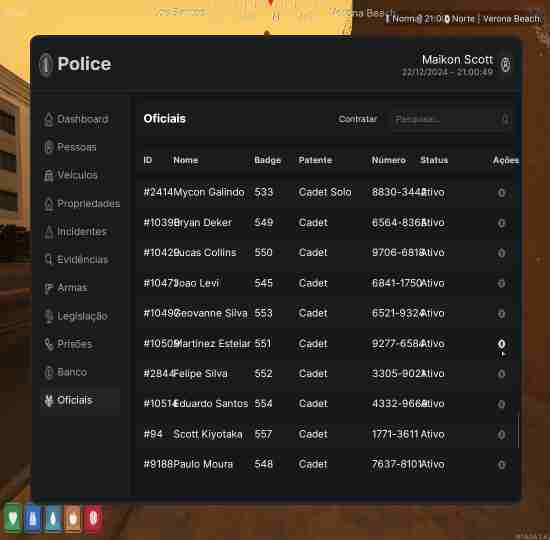 Los Santos
Verona Beach
Normal 21:00 Norte | Verona Beach
Police
Maikon Scott
22/12/2024 - 21:00:49
Dashboard
Pessoas
Veículos
Propriedades
Incidentes
Evidências
Armas
Legislação
Prisões
Banco
Oficiais
Oficiais
Contratar
Pesquisar...
ID Nome Badge Patente Número Status Ações
#2414 Mycon Galindo 533 Cadet Solo 8830-3442 Ativo
#10398 Bryan Deker 549 Cadet 6564-8368 Ativo
#10429 Lucas Collins 550 Cadet 9706-6818 Ativo
#10471 Joao Levi 545 Cadet 6841-1750 Ativo
#10497 Geovanne Silva 553 Cadet 6521-9324 Ativo
#10509 Martinez Estelar 551 Cadet 9277-6584 Ativo
#2844 Felipe Silva 552 Cadet 3305-9023 Ativo
#10514 Eduardo Santos 554 Cadet 4332-9669 Ativo
#94 Scott Kiyotaka 557 Cadet 1771-3611 Ativo
#9188 Paulo Moura 548 Cadet 7637-8101 Ativo